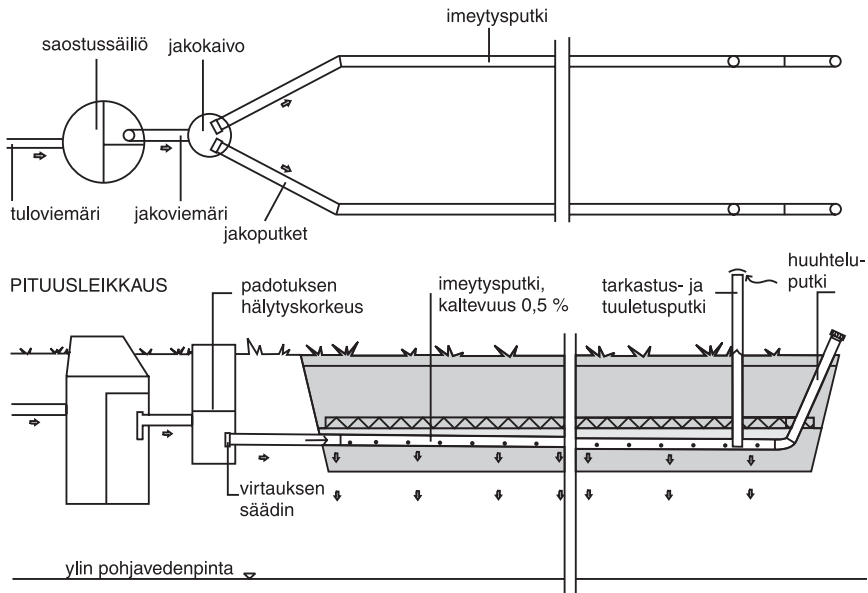 imeytysputki
saostussäiliö
jakokaivo
tuloviemäri
jakoviemäri
jakoputket
PITUUSLEIKKAUS
padotuksen
hälytyskorkeus
imeytysputki,
kaltevuus 0,5 %
tarkastus- ja
tuuletusputki
huuhtelu-
putki
virtauksen
säädin
ylin pohjavedenpinta